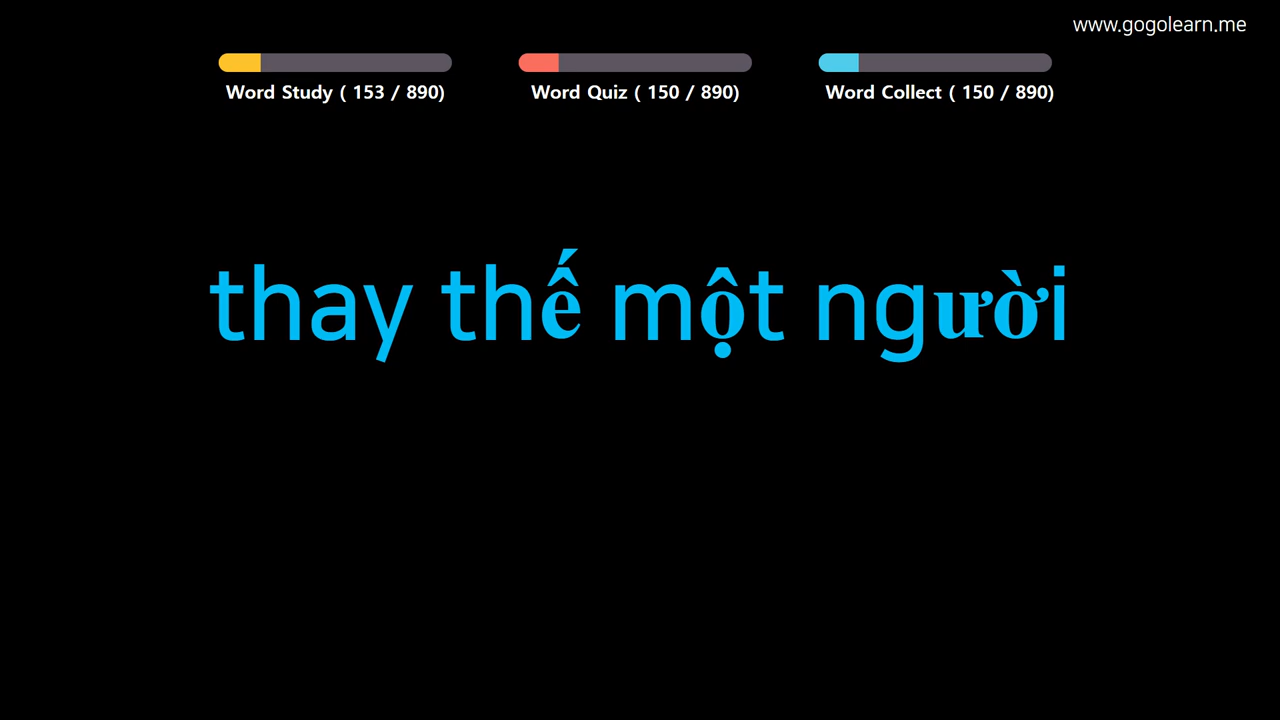 www.gogolearn.me
Word Study ( 153 / 890)
Word Quiz ( 150 / 890)
Word Collect ( 150 / 890)
thay thế một người